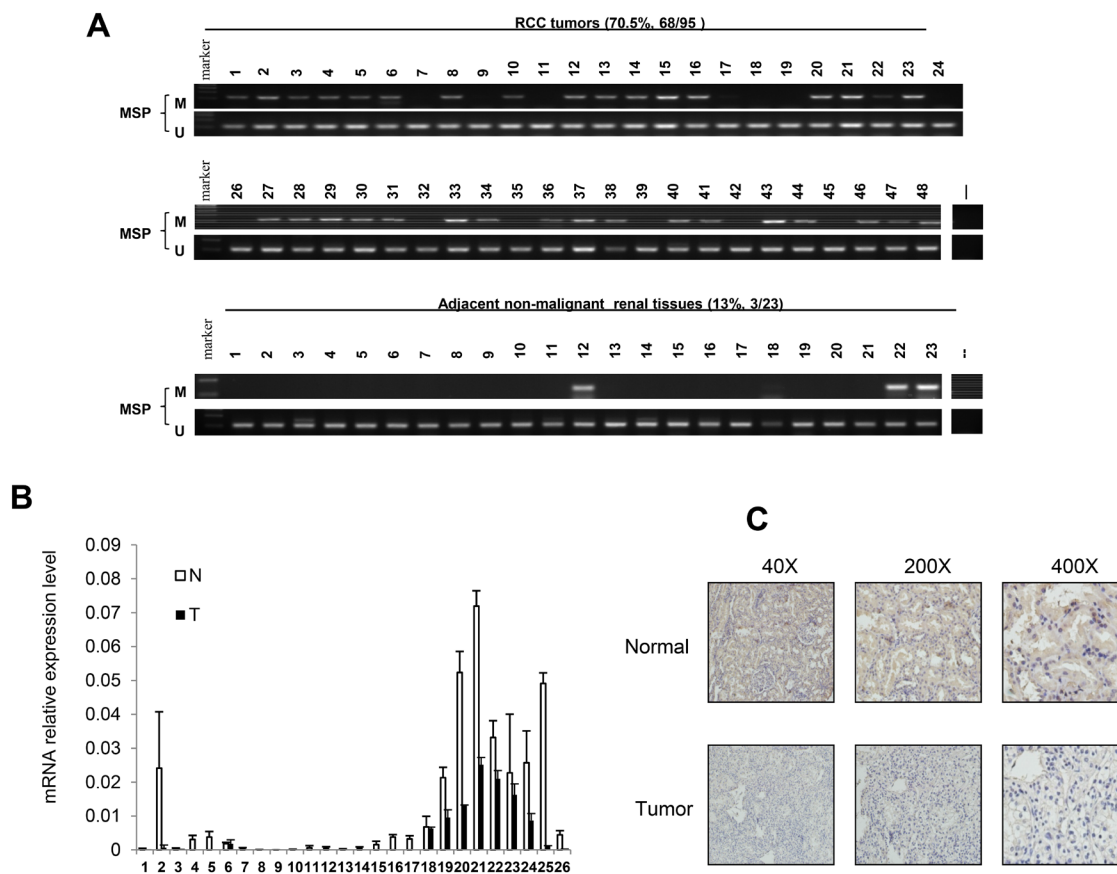 A
RCC tumors (70.5%, 68/95)
marker 1 2 3 4 5 6 7 8 9 10 11 12 13 14 15 16 17 18 19 20 21 22 23 24
MSP
M
U
marker 26 27 28 29 30 31 32 33 34 35 36 37 38 39 40 41 42 43 44 45 46 47 48 —
MSP
M
U
Adjacent non-malignant renal tissues (13%, 3/23)
marker 1 2 3 4 5 6 7 8 9 10 11 12 13 14 15 16 17 18 19 20 21 22 23 --
MSP
M
U
B
mRNA relative expression level
0.09
0.08
0.07
0.06
0.05
0.04
0.03
0.02
0.01
0
N
T
1 2 3 4 5 6 7 8 9 10 11 12 13 14 15 16 17 18 19 20 21 22 23 24 25 26
C
40X 200X 400X
Normal
Tumor